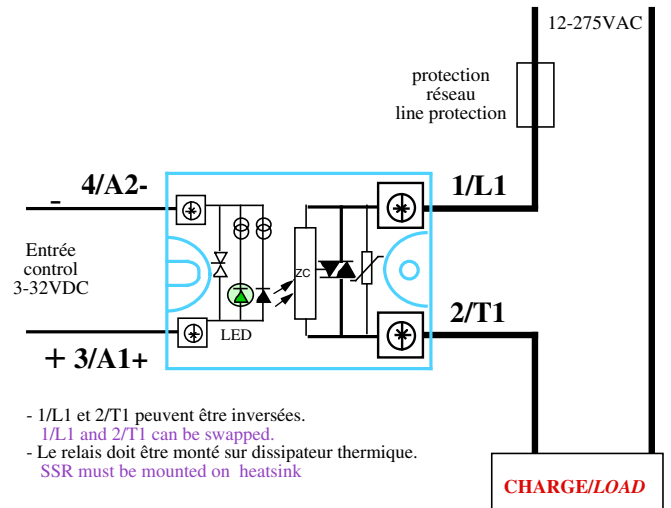 12-275VAC
protection
réseau
line protection
4/A2-
1/L1
-
Entrée
control
3-32VDC
ZC
LED
2/T1
+ 3/A1+
- 1/L1 et 2/T1 peuvent être inversées.
1/L1 and 2/T1 can be swapped.
- Le relais doit être monté sur dissipateur thermique.
SSR must be mounted on heatsink
CHARGE/LOAD